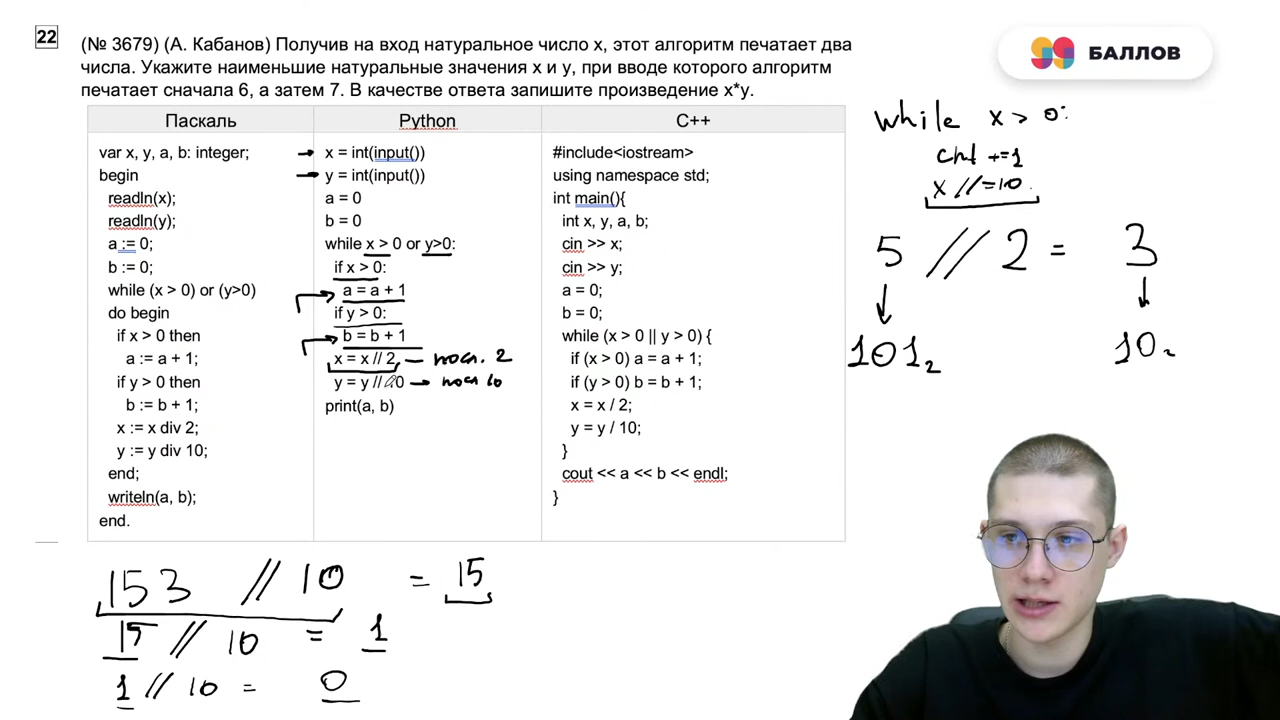 22
(№ 3679) (А. Кабанов) Получив на вход натуральное число x, этот алгоритм печатает два
числа. Укажите наименьшие натуральные значения x и y, при вводе которого алгоритм
печатает сначала 6, а затем 7. В качестве ответа запишите произведение x*y.
БАЛЛОВ
Паскаль
var x, y, a, b: integer;
begin
readln(x);
readln(y);
a := 0;
b := 0;
while (x > 0) or (y>0)
do begin
if x > 0 then
a := a + 1;
if y > 0 then
b := b + 1;
x := x div 2;
y := y div 10;
end;
writeln(a, b);
end.
Python
x = int(input())
y = int(input())
a = 0
b = 0
while x > 0 or y>0:
if x > 0:
a = a + 1
if y > 0:
b = b + 1
x = x // 2 — посл. 2
y = y // 10 → посл 10
print(a, b)
C++
#include<iostream>
using namespace std;
int main(){
int x, y, a, b;
cin >> x;
cin >> y;
a = 0;
b = 0;
while (x > 0 || y > 0) {
if (x > 0) a = a + 1;
if (y > 0) b = b + 1;
x = x / 2;
y = y / 10;
}
cout << a << b << endl;
}
while x > 0:
cnt +=1
x //=10
5 // 2 = 3
101₂ 10₂
153 // 10 = 15
15 // 10 = 1
1 // 10 = 0